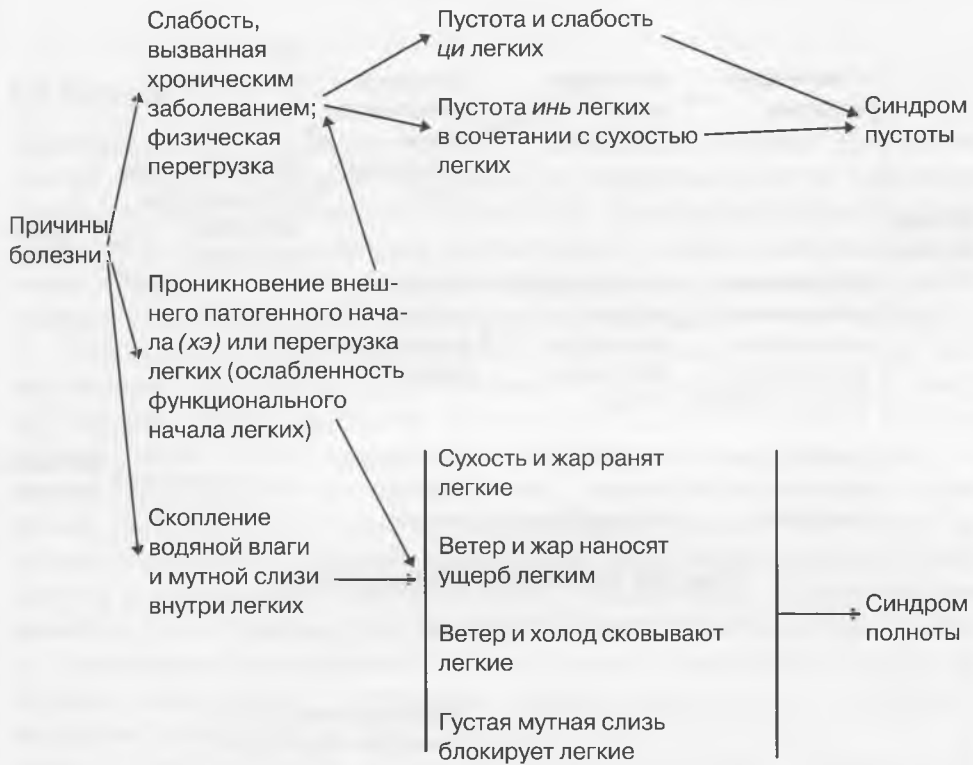 Слабость,
вызванная
хроническим
заболеванием;
физическая
перегрузка
Пустота и слабость
ци легких
Пустота инь легких
в сочетании с сухостью
легких
Синдром
пустоты
Причины
болезни
Проникновение внеш-
него патогенного нача-
ла (хэ) или перегрузка
легких (ослабленность
функционального
начала легких)
Скопление
водяной влаги
и мутной слизи
внутри легких
Сухость и жар ранят
легкие
Ветер и жар наносят
ущерб легким
Ветер и холод сковывают
легкие
Густая мутная слизь
блокирует легкие
Синдром
полноты